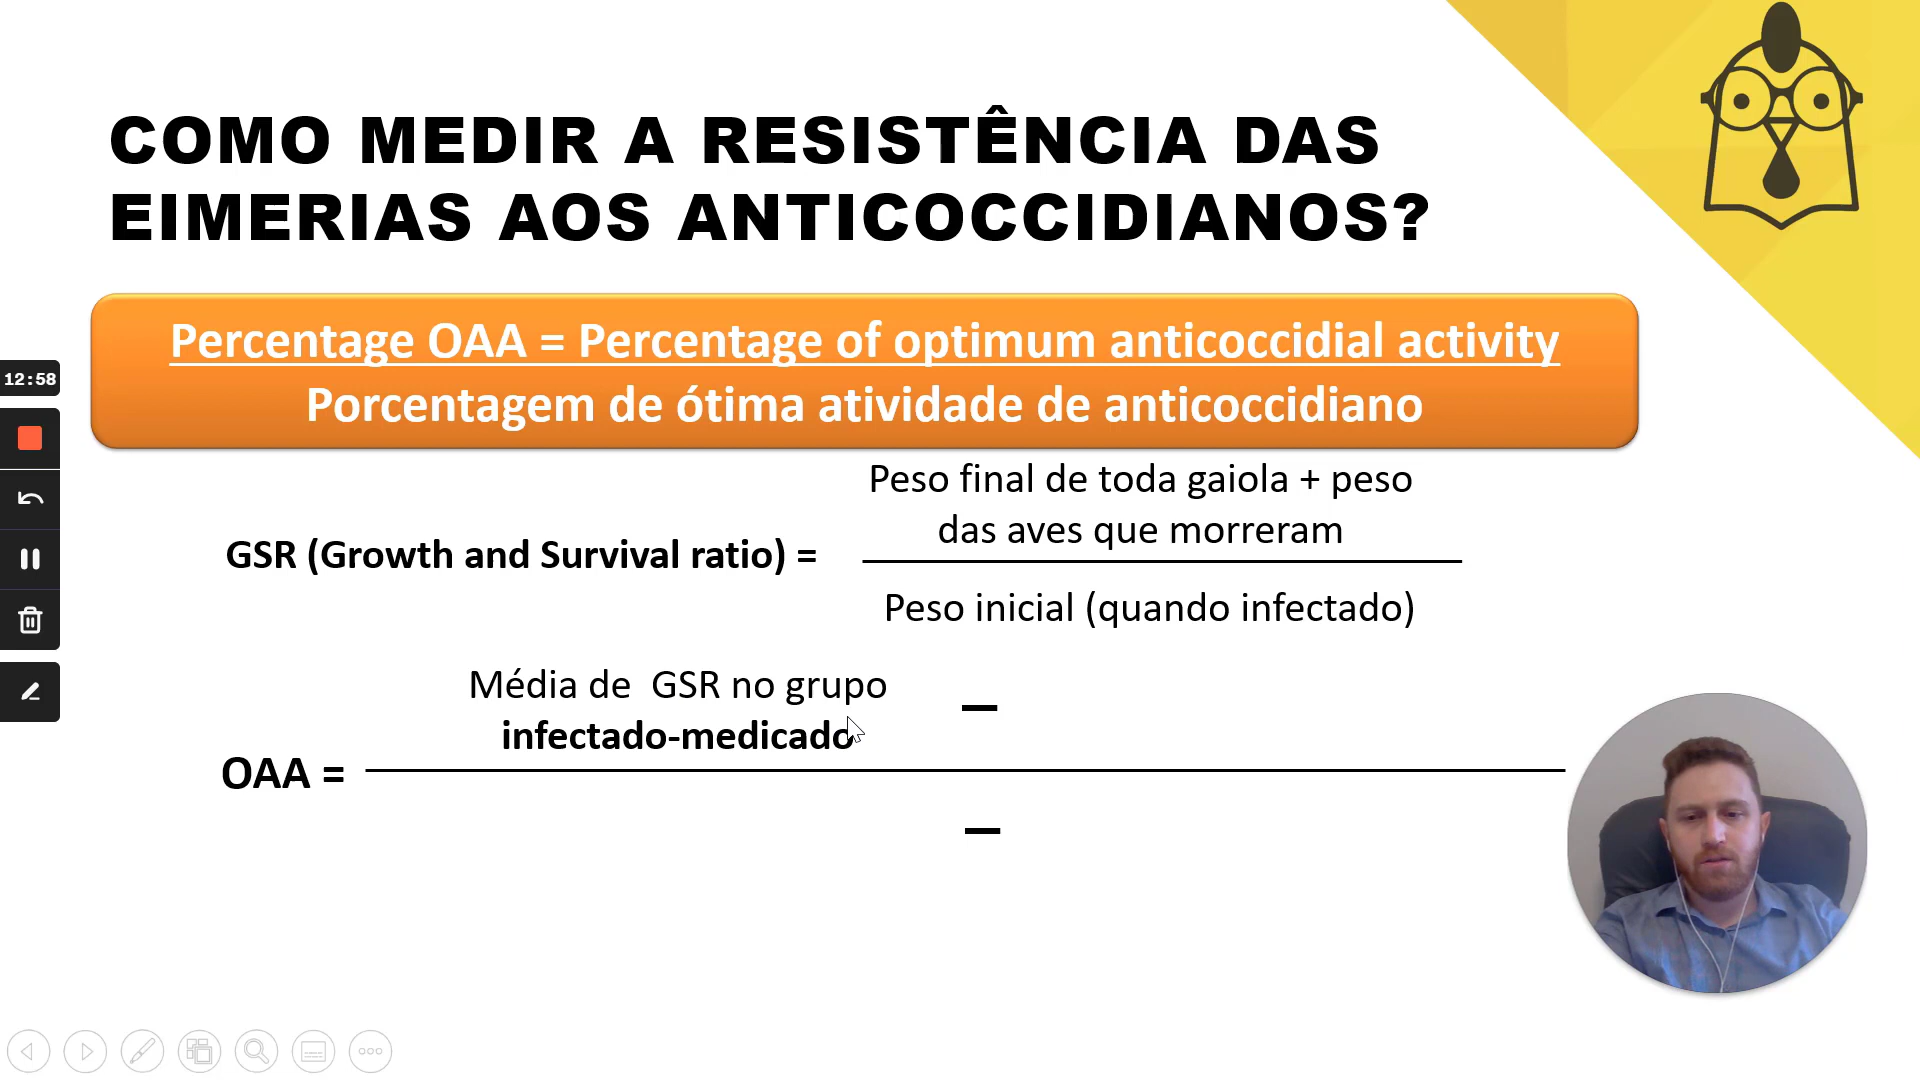 COMO MEDIR A RESISTÊNCIA DAS
EIMERIAS AOS ANTICOCCIDIANOS?
Percentage OAA = Percentage of optimum anticoccidial activity
Porcentagem de ótima atividade de anticoccidiano
12:58
Peso final de toda gaiola + peso
das aves que morreram
GSR (Growth and Survival ratio) =
Peso inicial (quando infectado)
Média de  GSR no grupo
infectado-medicado
–
OAA =
–